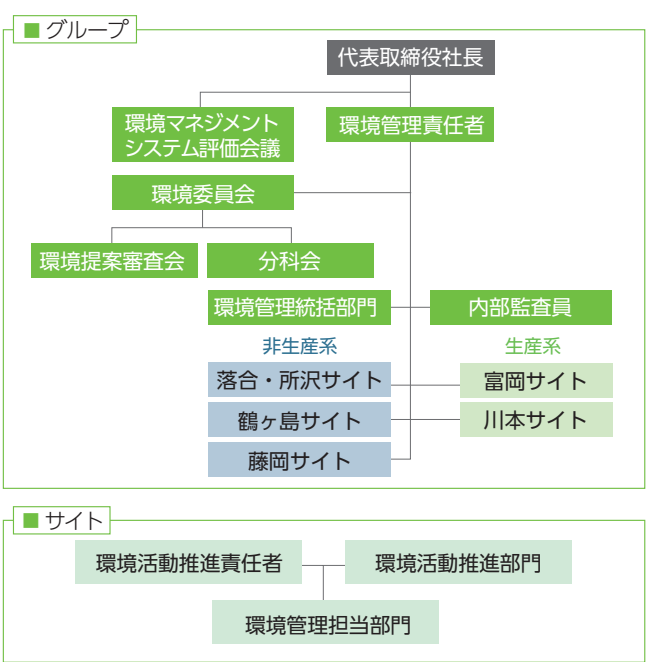 ■ グループ
代表取締役社長
環境マネジメント
システム評価会議
環境管理責任者
環境委員会
環境提案審査会
分科会
環境管理統括部門
内部監査員
非生産系
生産系
落合・所沢サイト
富岡サイト
鶴ヶ島サイト
川本サイト
藤岡サイト
■ サイト
環境活動推進責任者
環境活動推進部門
環境管理担当部門